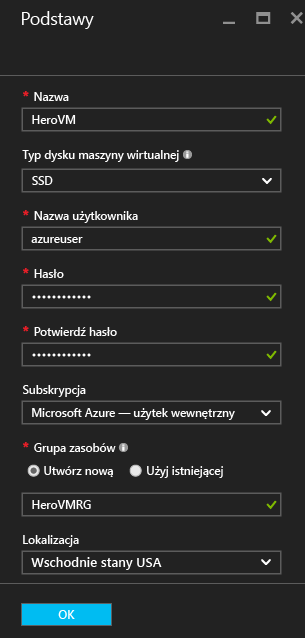 Podstawy
* Nazwa
HeroVM
Typ dysku maszyny wirtualnej
SSD
* Nazwa użytkownika
azureuser
* Hasło
••••••••••••
* Potwierdź hasło
••••••••••••
Subskrypcja
Microsoft Azure — użytek wewnętrzny
* Grupa zasobów
Utwórz nową Użyj istniejącej
HeroVMRG
Lokalizacja
Wschodnie stany USA
OK